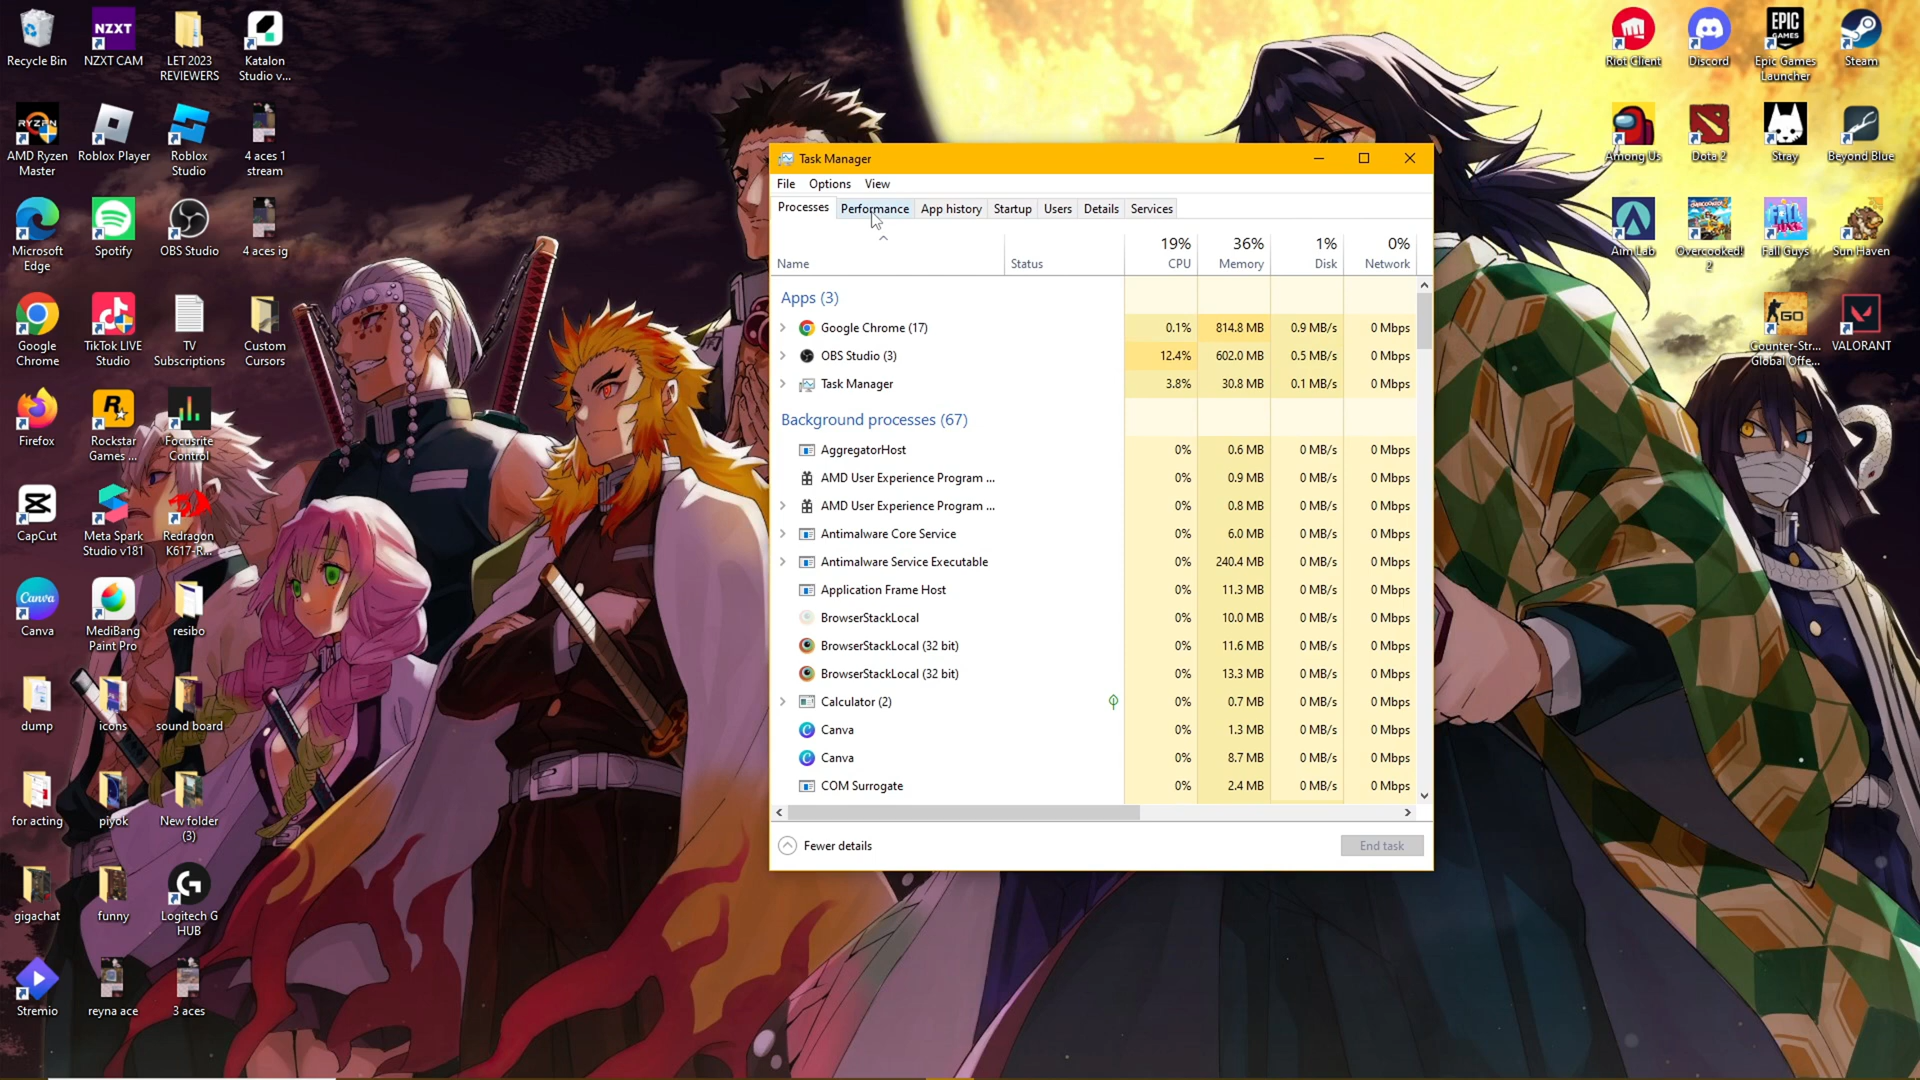 Recycle Bin
NZXT
NZXT CAM
LET 2023
REVIEWERS
Katalon
Studio v...
RYZEN
AMD Ryzen
Master
Roblox Player
Roblox
Studio
4 aces 1
stream
Microsoft
Edge
Spotify
OBS Studio
4 aces ig
Google
Chrome
TikTok LIVE
Studio
TV
Subscriptions
Custom
Cursors
Firefox
Rockstar
Games ...
Focusrite
Control
CapCut
Meta Spark
Studio v181
Redragon
K617-R...
Canva
Canva
MediBang
Paint Pro
resibo
dump
icons
sound board
for acting
piyok
New folder
(3)
gigachat
funny
Logitech G
HUB
Stremio
reyna ace
3 aces
Task Manager
File Options View
Processes Performance App history Startup Users Details Services
19% 36% 1% 0%
Name Status CPU Memory Disk Network
Apps (3)
Google Chrome (17) 0.1% 814.8 MB 0.9 MB/s 0 Mbps
OBS Studio (3) 12.4% 602.0 MB 0.5 MB/s 0 Mbps
Task Manager 3.8% 30.8 MB 0.1 MB/s 0 Mbps
Background processes (67)
AggregatorHost 0% 0.6 MB 0 MB/s 0 Mbps
AMD User Experience Program ... 0% 0.9 MB 0 MB/s 0 Mbps
AMD User Experience Program ... 0% 0.8 MB 0 MB/s 0 Mbps
Antimalware Core Service 0% 6.0 MB 0 MB/s 0 Mbps
Antimalware Service Executable 0% 240.4 MB 0 MB/s 0 Mbps
Application Frame Host 0% 11.3 MB 0 MB/s 0 Mbps
BrowserStackLocal 0% 10.0 MB 0 MB/s 0 Mbps
BrowserStackLocal (32 bit) 0% 11.6 MB 0 MB/s 0 Mbps
BrowserStackLocal (32 bit) 0% 13.3 MB 0 MB/s 0 Mbps
Calculator (2) 0% 0.7 MB 0 MB/s 0 Mbps
Canva 0% 1.3 MB 0 MB/s 0 Mbps
Canva 0% 8.7 MB 0 MB/s 0 Mbps
COM Surrogate 0% 2.4 MB 0 MB/s 0 Mbps
Fewer details
End task
Riot Client
Discord
EPIC
GAMES
Epic Games
Launcher
Steam
Among Us
Dota 2
Stray
Beyond Blue
Aim Lab
Overcooked!
2
Fall Guys
Sun Haven
GO
Counter-Str...
Global Offe...
VALORANT